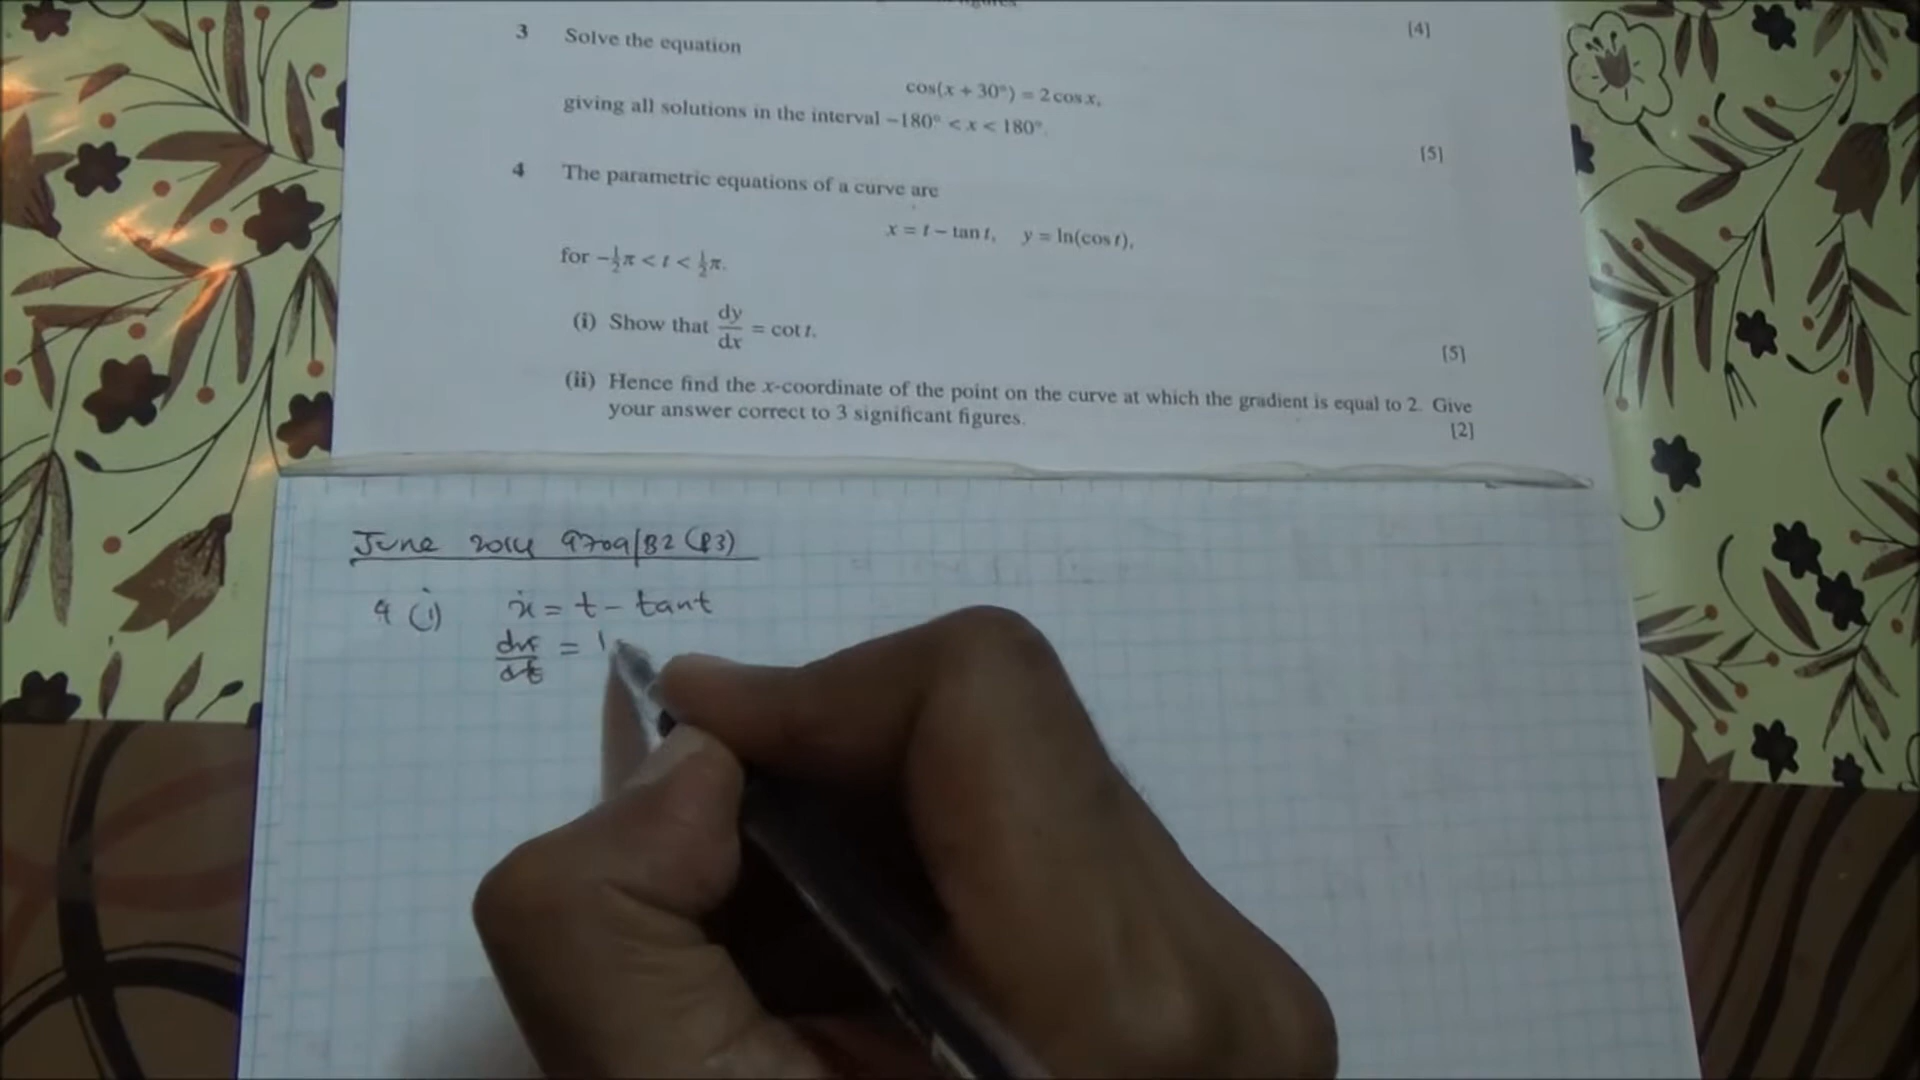 [4]
3 Solve the equation
cos(x + 30°) = 2 cos x,
giving all solutions in the interval −180° < x < 180°.
[5]
4 The parametric equations of a curve are
x = t − tan t, y = ln(cos t),
for −½π < t < ½π.
(i) Show that dy/dx = cot t.
[5]
(ii) Hence find the x-coordinate of the point on the curve at which the gradient is equal to 2. Give
your answer correct to 3 significant figures.
[2]
June 2014 9709/32 (P3)
4 (i) x = t − tant
dx/dt = 1